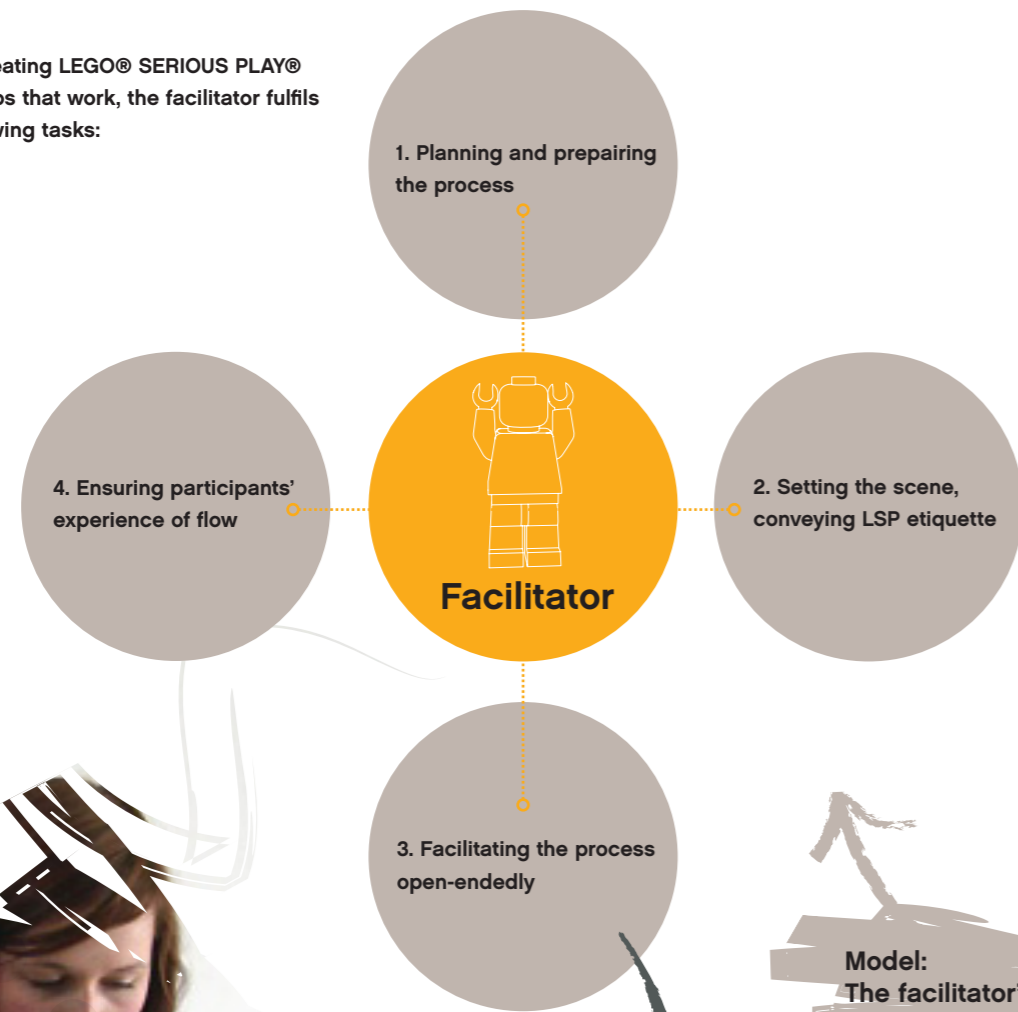 eating LEGO® SERIOUS PLAY®
ps that work, the facilitator fulfils
wing tasks:
1. Planning and prepairing
the process
2. Setting the scene,
conveying LSP etiquette
3. Facilitating the process
open-endedly
4. Ensuring participants’
experience of flow
Facilitator
Model:
The facilitator’